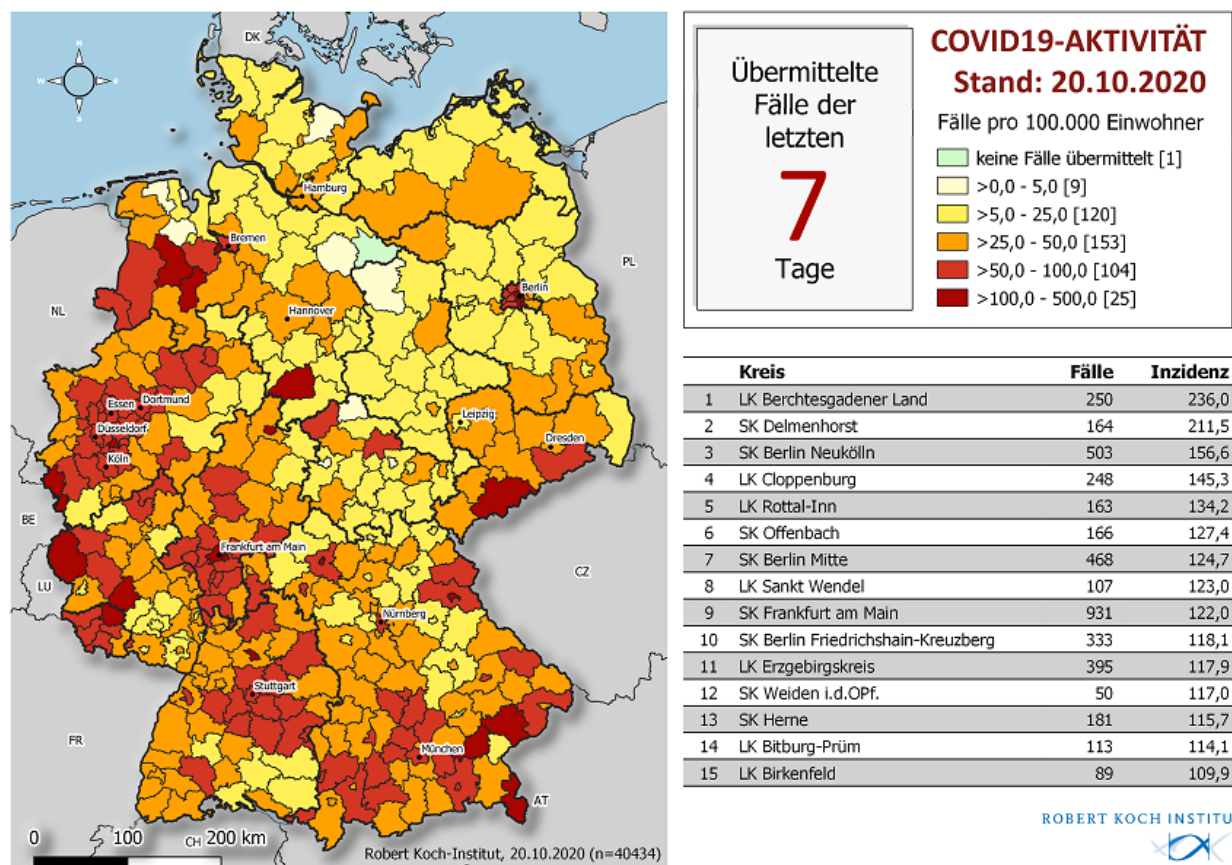 DK
N
W
E
S
Hamburg
Bremen
PL
Berlin
NL
Hannover
Essen
Dortmund
Düsseldorf
Leipzig
Köln
Dresden
BE
Frankfurt am Main
LU
CZ
Nürnberg
Stuttgart
FR
München
AT
CH
0 100 200 km
Robert Koch-Institut, 20.10.2020 (n=40434)
Übermittelte
Fälle der
letzten
7
Tage
COVID19-AKTIVITÄT
Stand: 20.10.2020
Fälle pro 100.000 Einwohner
keine Fälle übermittelt [1]
>0,0 - 5,0 [9]
>5,0 - 25,0 [120]
>25,0 - 50,0 [153]
>50,0 - 100,0 [104]
>100,0 - 500,0 [25]
Kreis Fälle Inzidenz
1 LK Berchtesgadener Land 250 236,0
2 SK Delmenhorst 164 211,5
3 SK Berlin Neukölln 503 156,6
4 LK Cloppenburg 248 145,3
5 LK Rottal-Inn 163 134,2
6 SK Offenbach 166 127,4
7 SK Berlin Mitte 468 124,7
8 LK Sankt Wendel 107 123,0
9 SK Frankfurt am Main 931 122,0
10 SK Berlin Friedrichshain-Kreuzberg 333 118,1
11 LK Erzgebirgskreis 395 117,9
12 SK Weiden i.d.OPf. 50 117,0
13 SK Herne 181 115,7
14 LK Bitburg-Prüm 113 114,1
15 LK Birkenfeld 89 109,9
ROBERT KOCH INSTITU